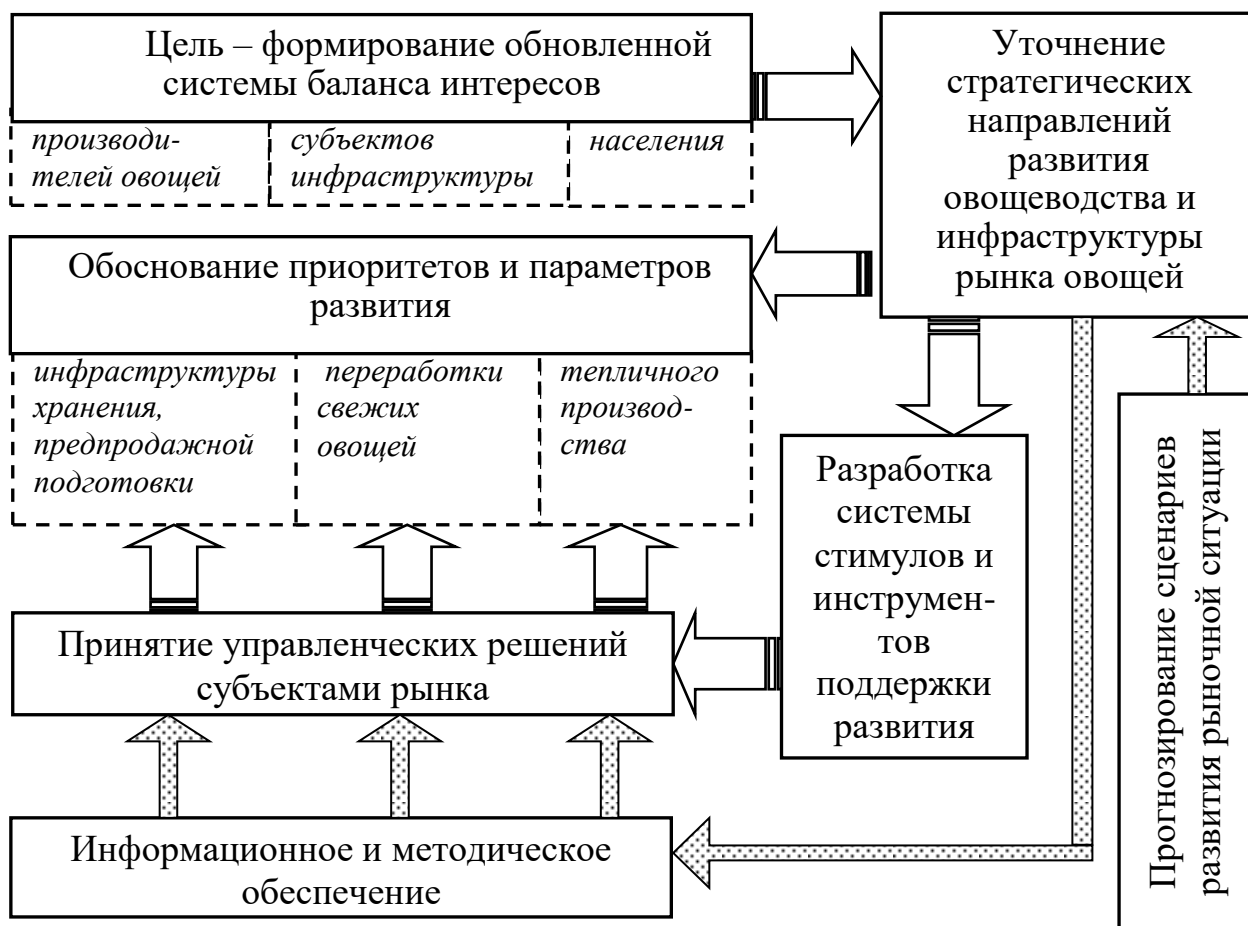 Цель – формирование обновленной
системы баланса интересов
производи-
телей овощей
субъектов
инфраструктуры
населения
Уточнение
стратегических
направлений
развития
овощеводства и
инфраструктуры
рынка овощей
Обоснование приоритетов и параметров
развития
инфраструктуры
хранения,
предпродажной
подготовки
переработки
свежих
овощей
тепличного
производ-
ства
Разработка
системы
стимулов и
инструмен-
тов
поддержки
развития
Прогнозирование сценариев
развития рыночной ситуации
Принятие управленческих решений
субъектами рынка
Информационное и методическое
обеспечение